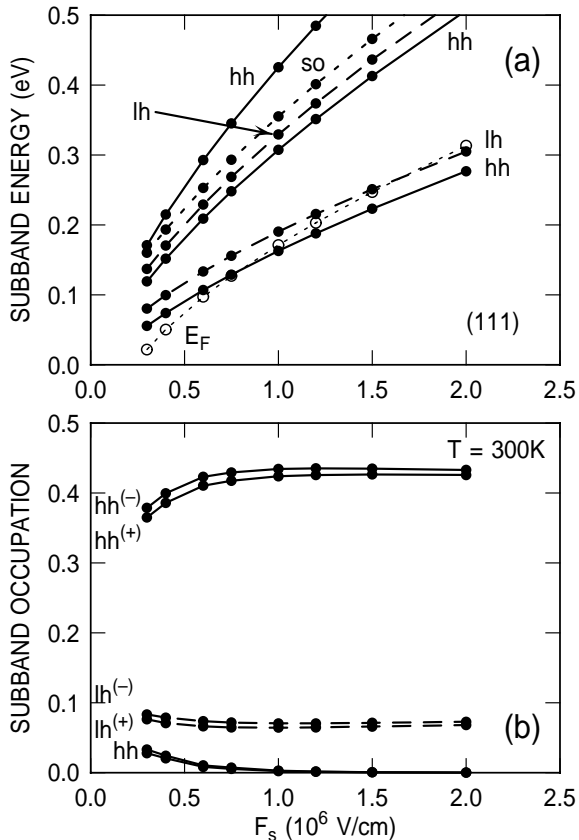 0.5
0.4
0.3
0.2
0.1
0.0
SUBBAND ENERGY (eV)
hh
so
lh
(a)
hh
lh
hh
E_F
(111)
0.0 0.5 1.0 1.5 2.0 2.5
0.5
0.4
0.3
0.2
0.1
0.0
SUBBAND OCCUPATION
T = 300K
hh(–)
hh(+)
lh(–)
lh(+)
hh
(b)
0.0 0.5 1.0 1.5 2.0 2.5
F_s (10^6 V/cm)